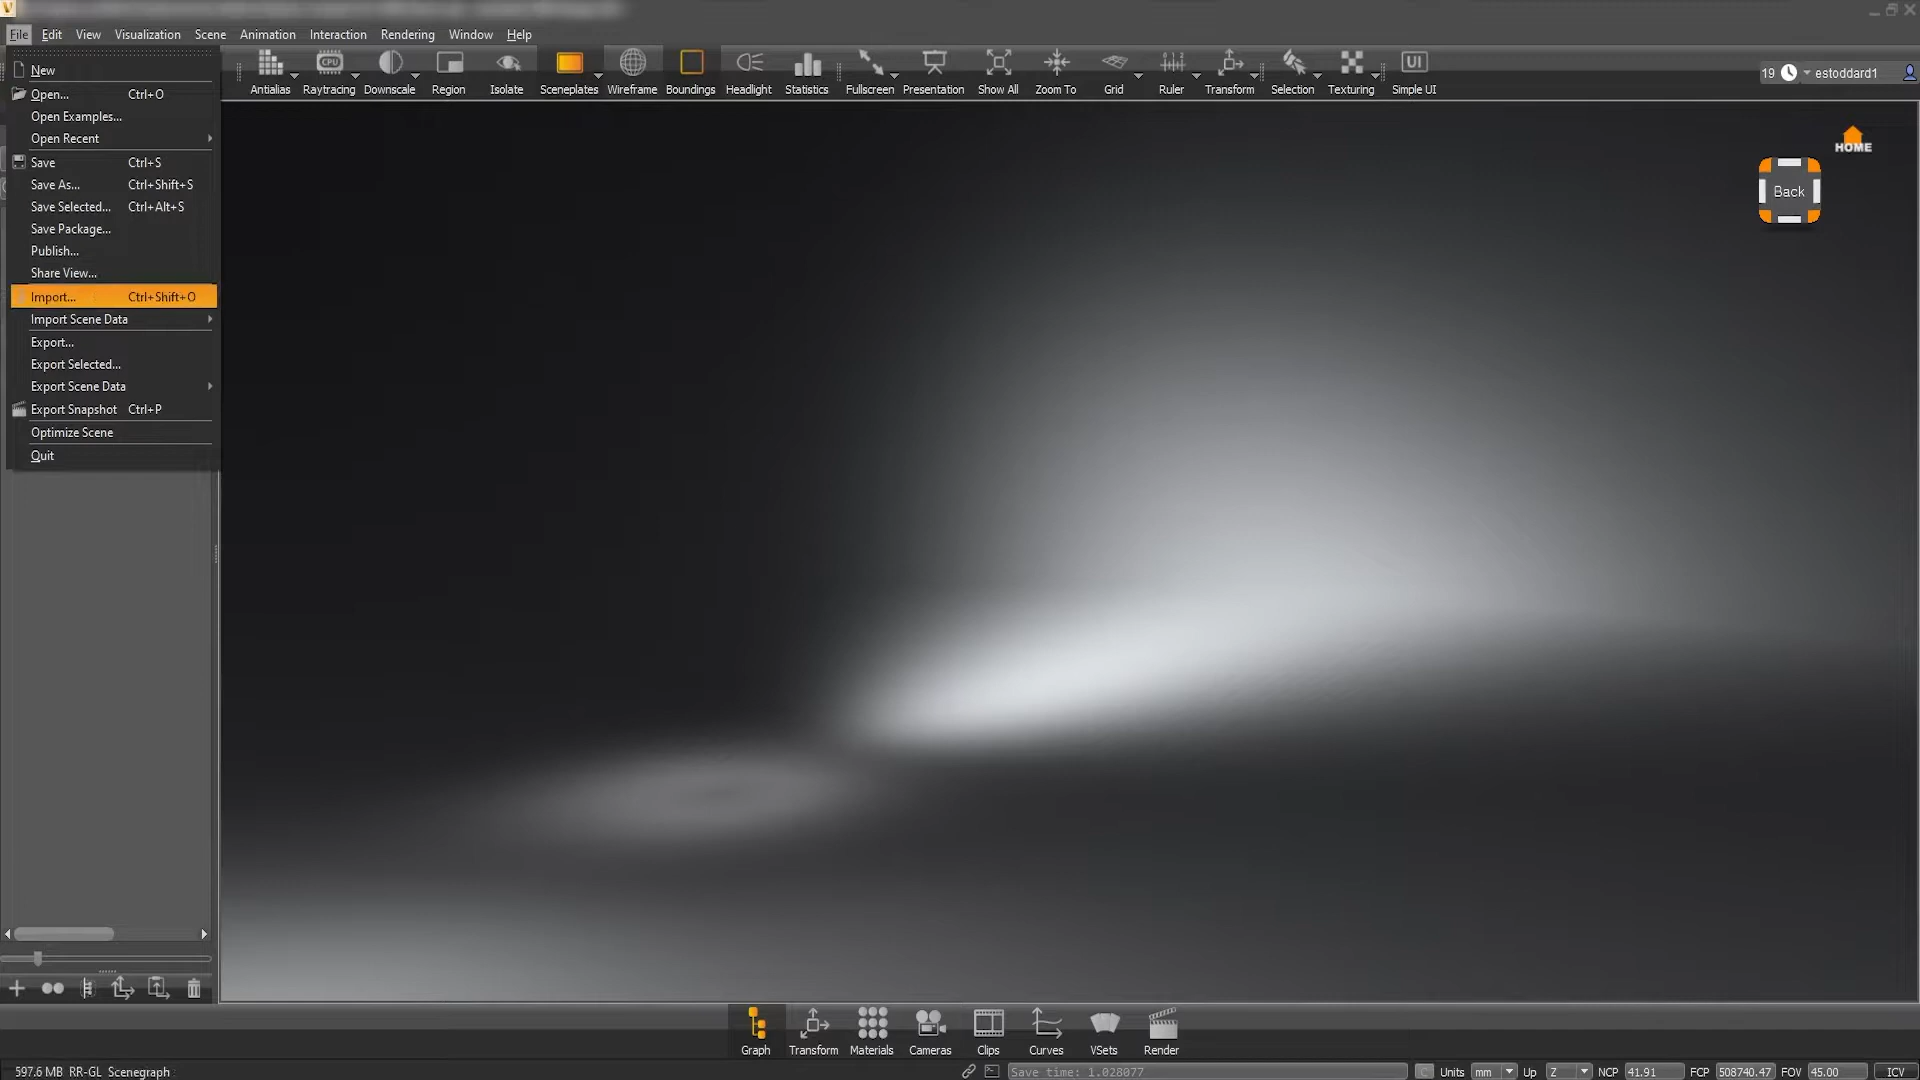 File Edit View Visualization Scene Animation Interaction Rendering Window Help
New
Open... Ctrl+O
Open Examples...
Open Recent
Save Ctrl+S
Save As... Ctrl+Shift+S
Save Selected... Ctrl+Alt+S
Save Package...
Publish...
Share View...
Import... Ctrl+Shift+O
Import Scene Data
Export...
Export Selected...
Export Scene Data
Export Snapshot Ctrl+P
Optimize Scene
Quit
CPU
UI
Antialias Raytracing Downscale Region Isolate Sceneplates Wireframe Boundings Headlight Statistics Fullscreen Presentation Show All Zoom To Grid Ruler Transform Selection Texturing Simple UI
19 estoddard1
HOME
Back
Graph Transform Materials Cameras Clips Curves VSets Render
597.6 MB RR-GL Scenegraph
Save time: 1.028077
C Units mm Up Z NCP 41.91 FCP 508740.47 FOV 45.00 ICV